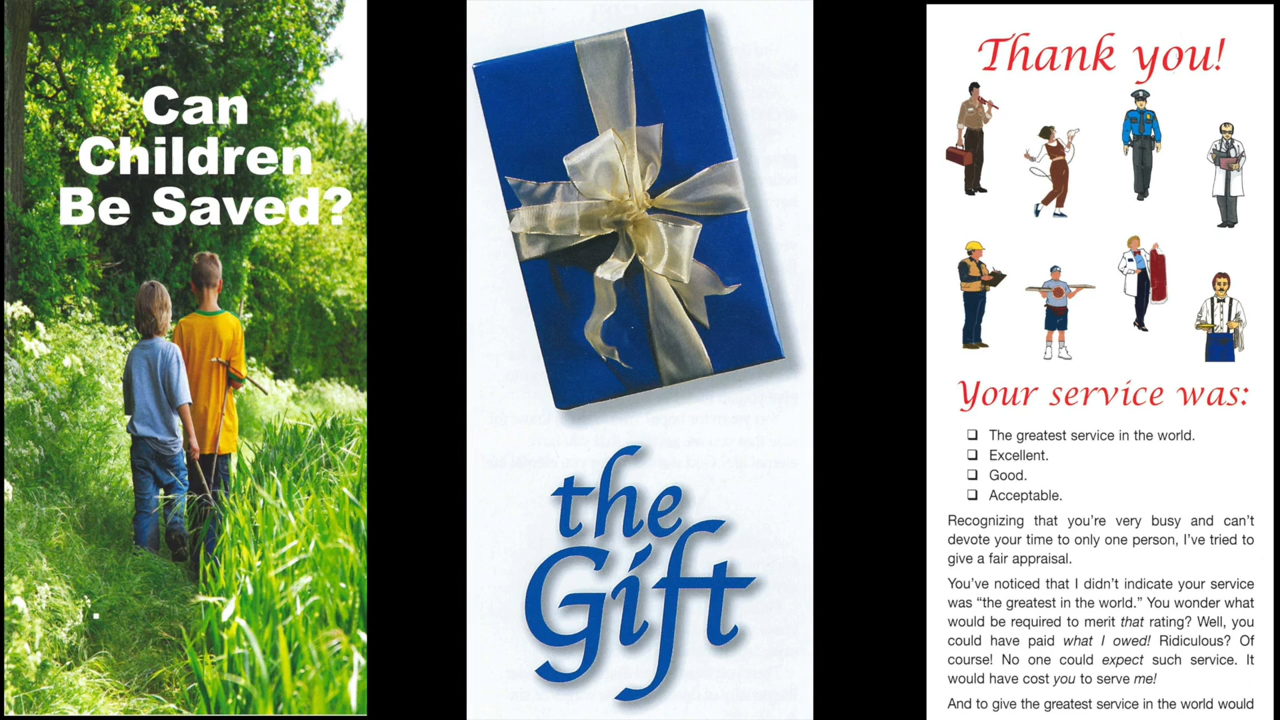 Can
Children
Be Saved?
the
Gift
Thank you!
Your service was:
❑ The greatest service in the world.
❑ Excellent.
❑ Good.
❑ Acceptable.
Recognizing that you're very busy and can't
devote your time to only one person, I've tried to
give a fair appraisal.
You've noticed that I didn't indicate your service
was “the greatest in the world.” You wonder what
would be required to merit that rating? Well, you
could have paid what I owed! Ridiculous? Of
course! No one could expect such service. It
would have cost you to serve me!
And to give the greatest service in the world would